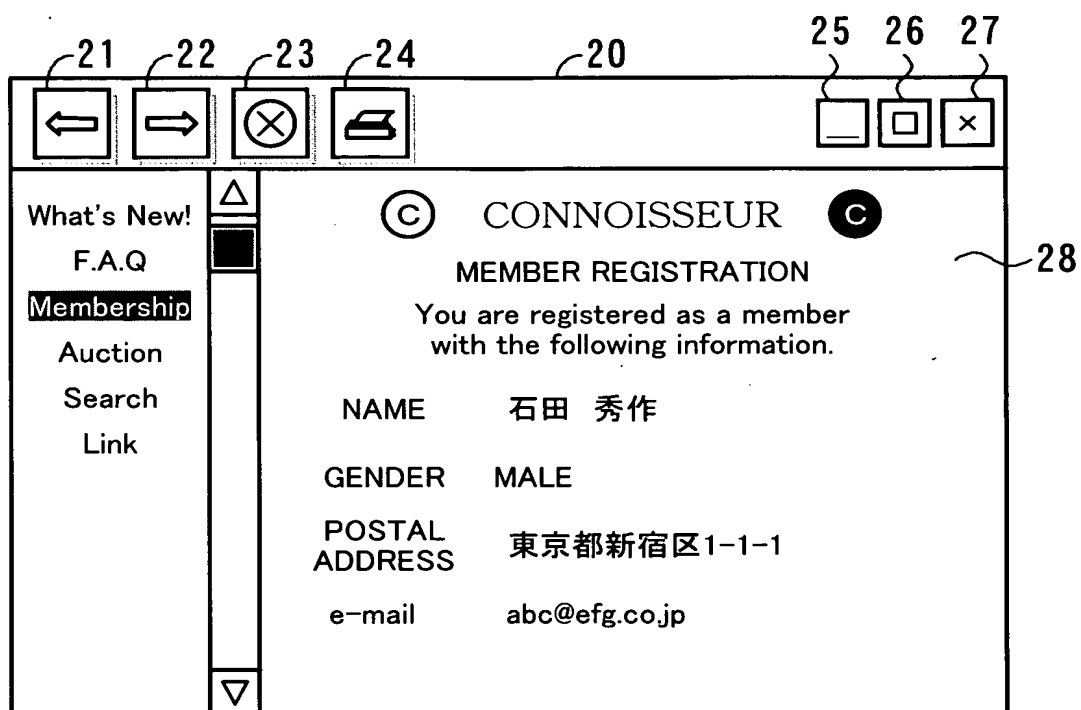 21 22 23 24 20 25 26 27
What's New!
F.A.Q
Membership
Auction
Search
Link
C CONNOISSEUR C
28
MEMBER REGISTRATION
You are registered as a member
with the following information.
NAME 石田 秀作
GENDER MALE
POSTAL
ADDRESS 東京都新宿区1-1-1
e-mail abc@efg.co.jp